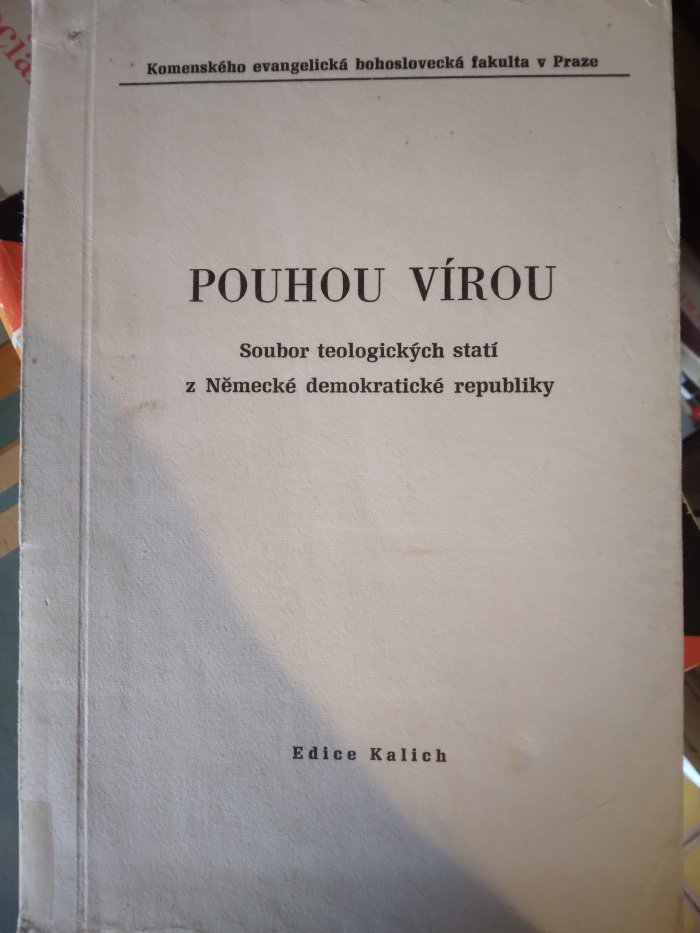 Komenského evangelická bohoslovecká fakulta v Praze
POUHOU VÍROU
Soubor teologických statí
z Německé demokratické republiky
Edice Kalich